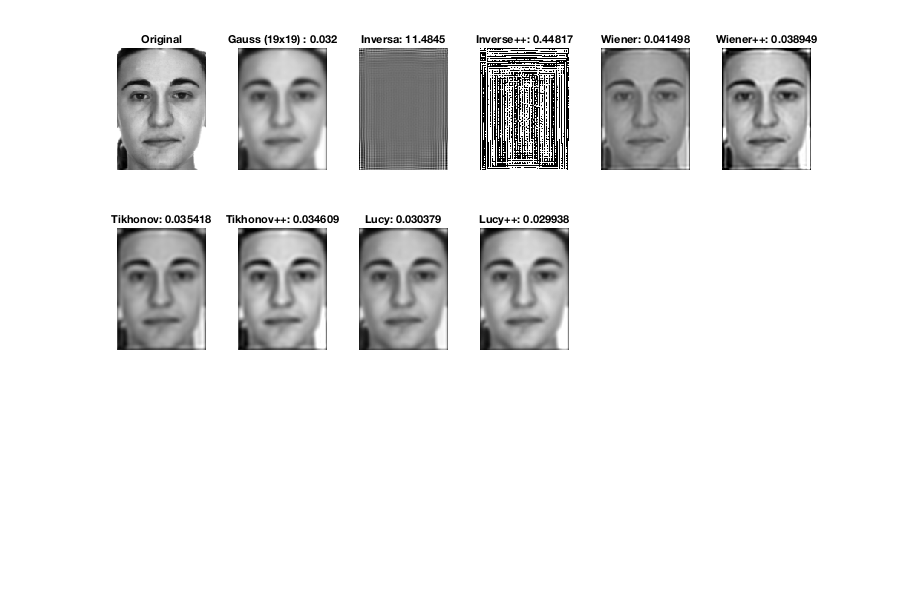 Original
Gauss (19x19) : 0.032
Inversa: 11.4845
Inverse++: 0.44817
Wiener: 0.041498
Wiener++: 0.038949
Tikhonov: 0.035418
Tikhonov++: 0.034609
Lucy: 0.030379
Lucy++: 0.029938